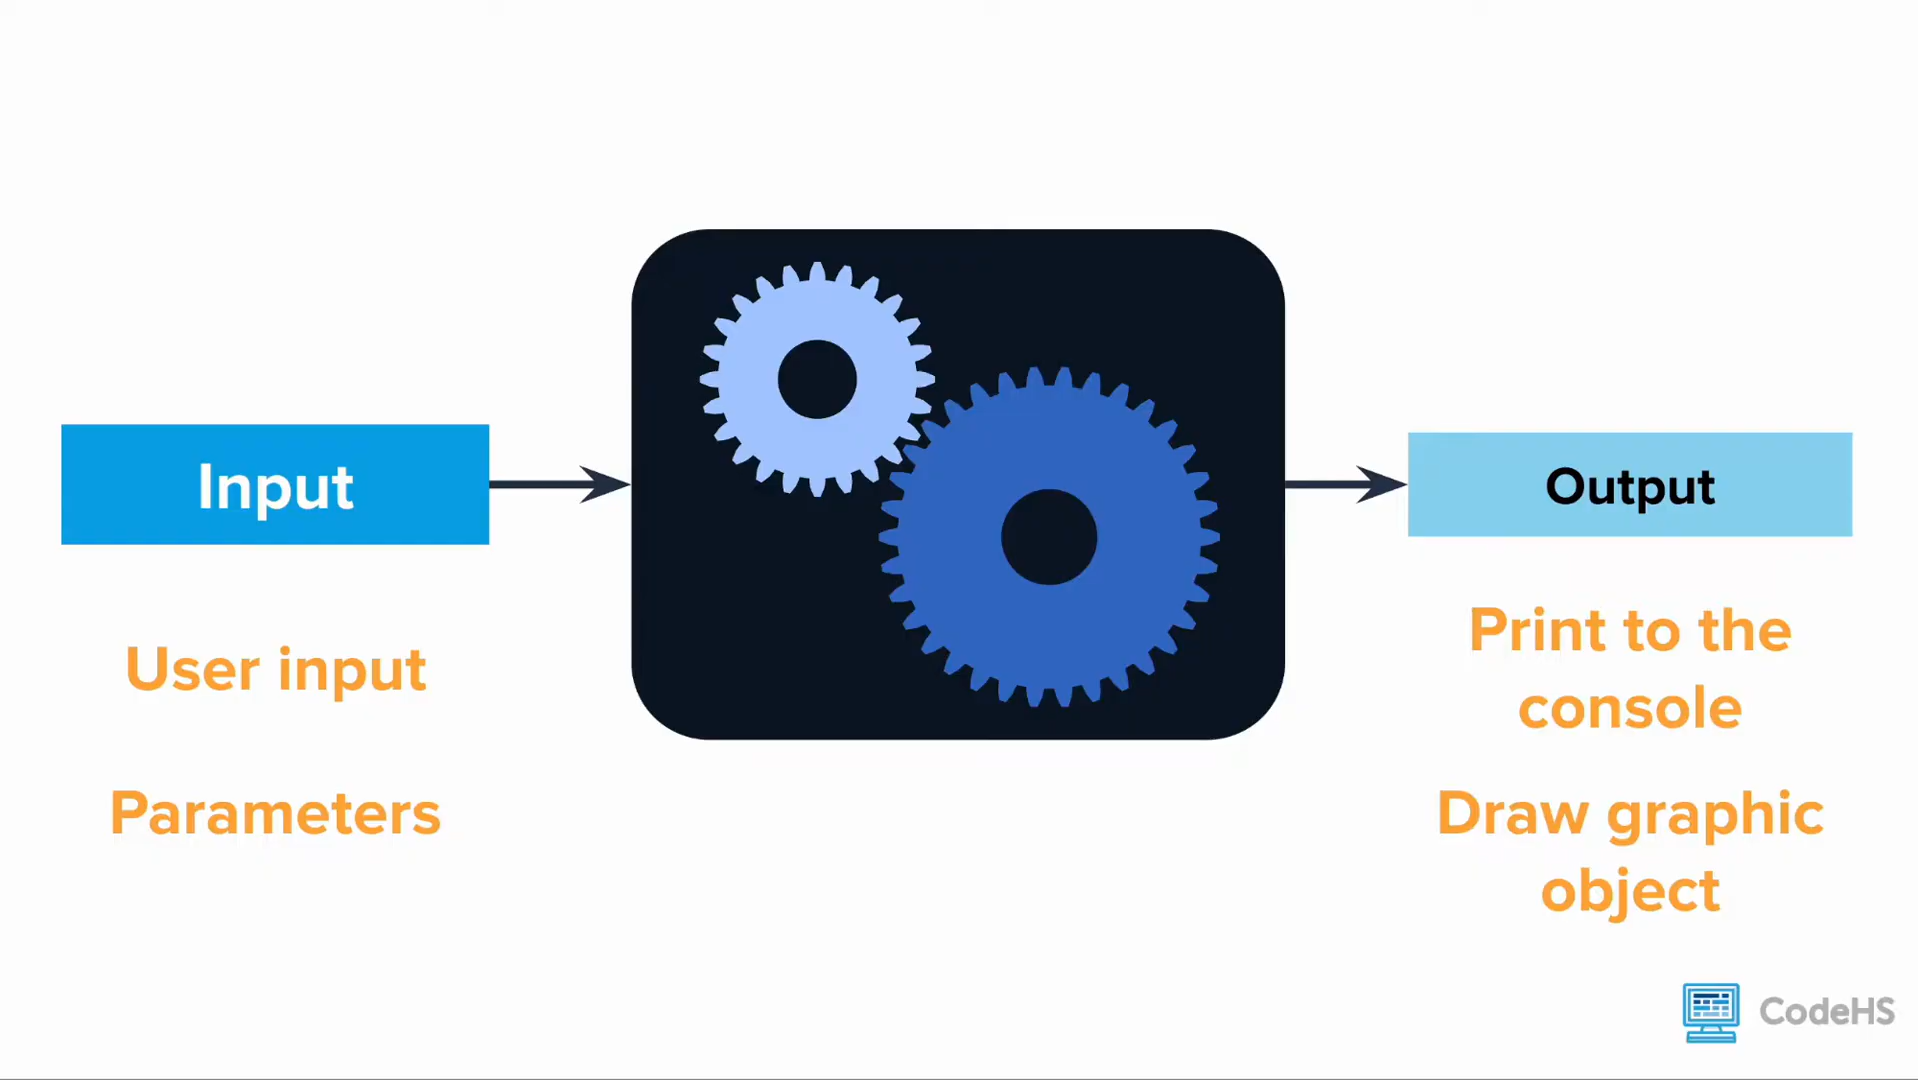 Input
User input
Parameters
Output
Print to the
console
Draw graphic
object
CodeHS